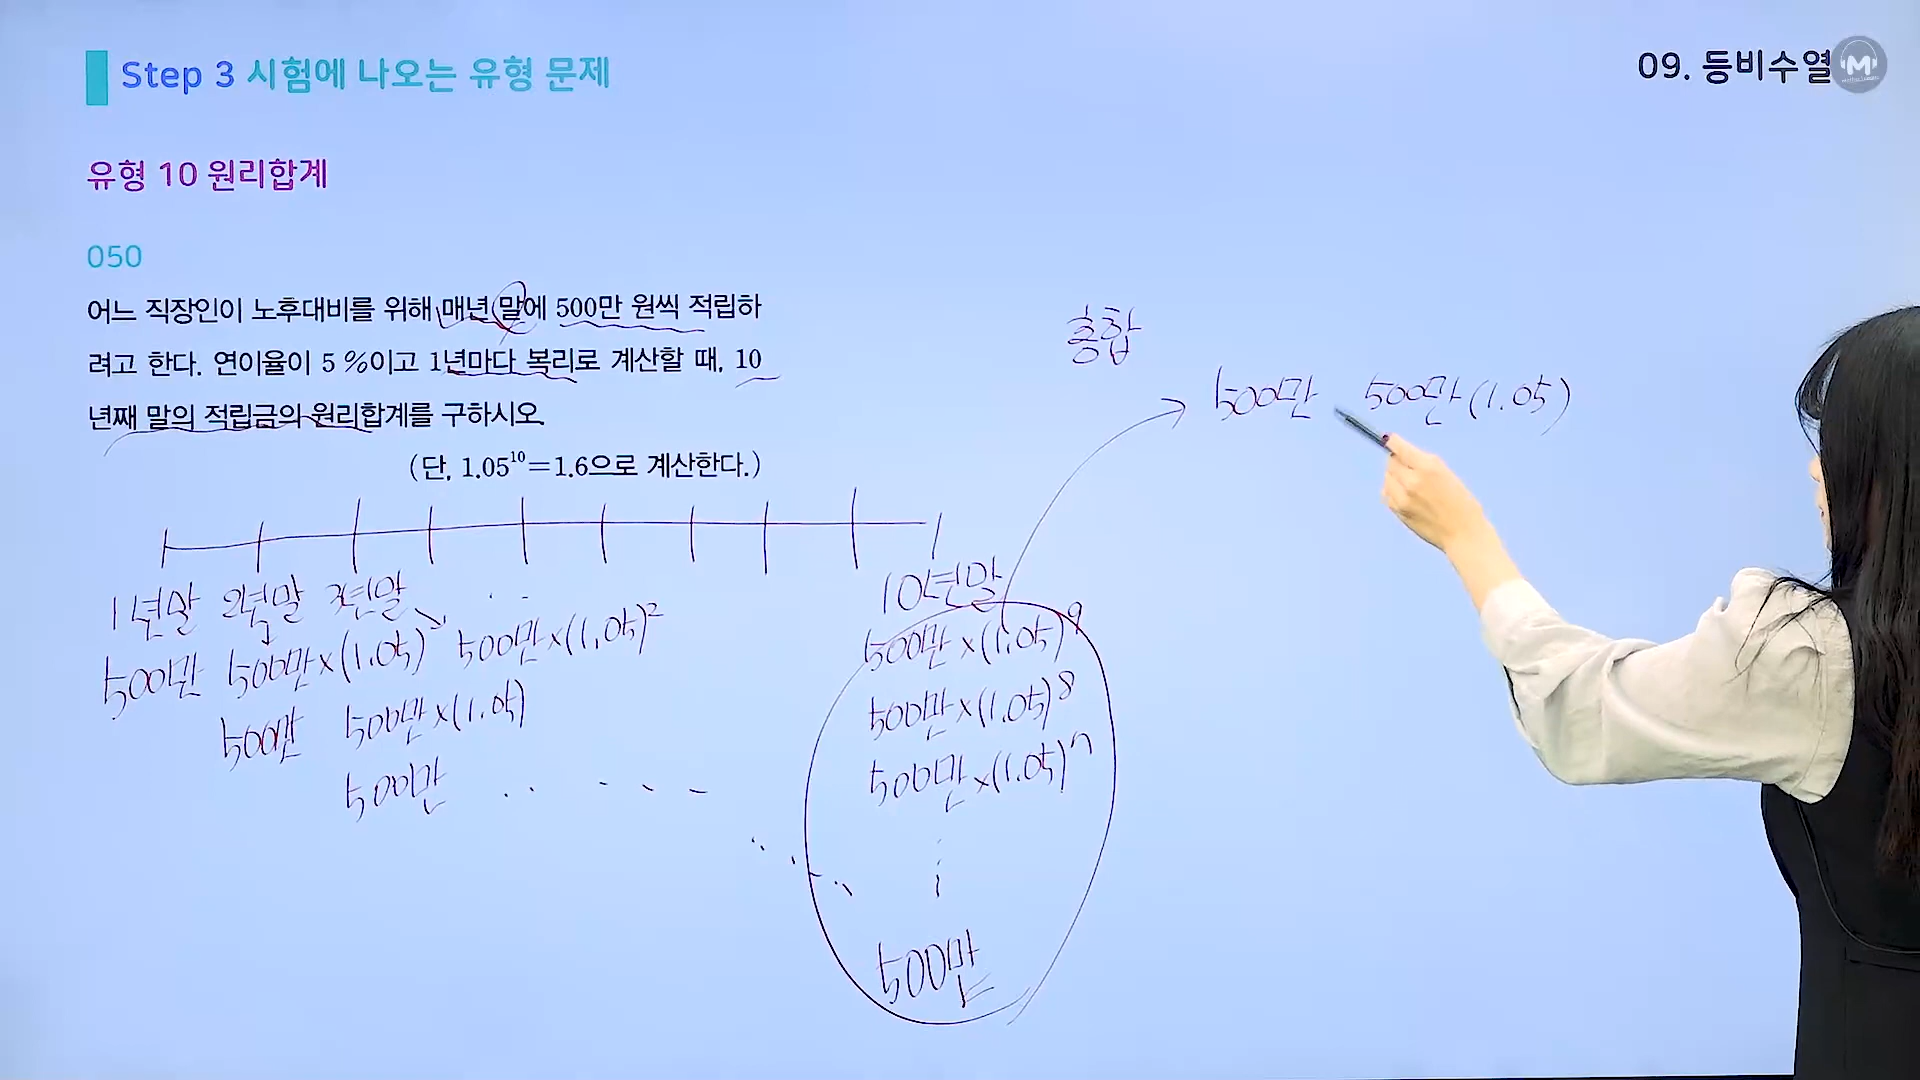 Step 3 시험에 나오는 유형 문제
09. 등비수열
M
유형 10 원리합계
050
어느 직장인이 노후대비를 위해 매년 말에 500만 원씩 적립하
려고 한다. 연이율이 5 %이고 1년마다 복리로 계산할 때, 10
년째 말의 적립금의 원리합계를 구하시오.
(단, 1.05¹⁰=1.6으로 계산한다.)
총합
500만 500만(1.05)
1년말 2년말 3년말 . . 10년말
500만 500만×(1.05) 500만×(1.05)² 500만×(1.05)⁹
500만 500만×(1.05) 500만×(1.05)⁸
500만 500만×(1.05)⁷
500만